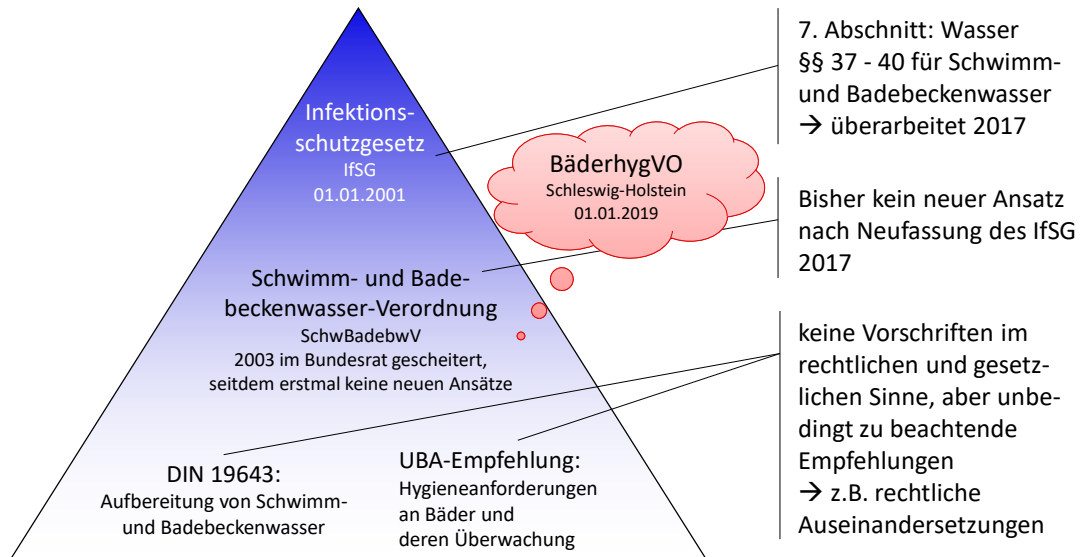 Infektions-
schutzgesetz
IfSG
01.01.2001
7. Abschnitt: Wasser
§§ 37 - 40 für Schwimm-
und Badebeckenwasser
→ überarbeitet 2017
BäderhygVO
Schleswig-Holstein
01.01.2019
Schwimm- und Bade-
beckenwasser-Verordnung
SchwBadebwV
2003 im Bundesrat gescheitert,
seitdem erstmal keine neuen Ansätze
Bisher kein neuer Ansatz
nach Neufassung des IfSG
2017
DIN 19643:
Aufbereitung von Schwimm-
und Badebeckenwasser
UBA-Empfehlung:
Hygieneanforderungen
an Bäder und
deren Überwachung
keine Vorschriften im
rechtlichen und gesetz-
lichen Sinne, aber unbe-
dingt zu beachtende
Empfehlungen
→ z.B. rechtliche
Auseinandersetzungen